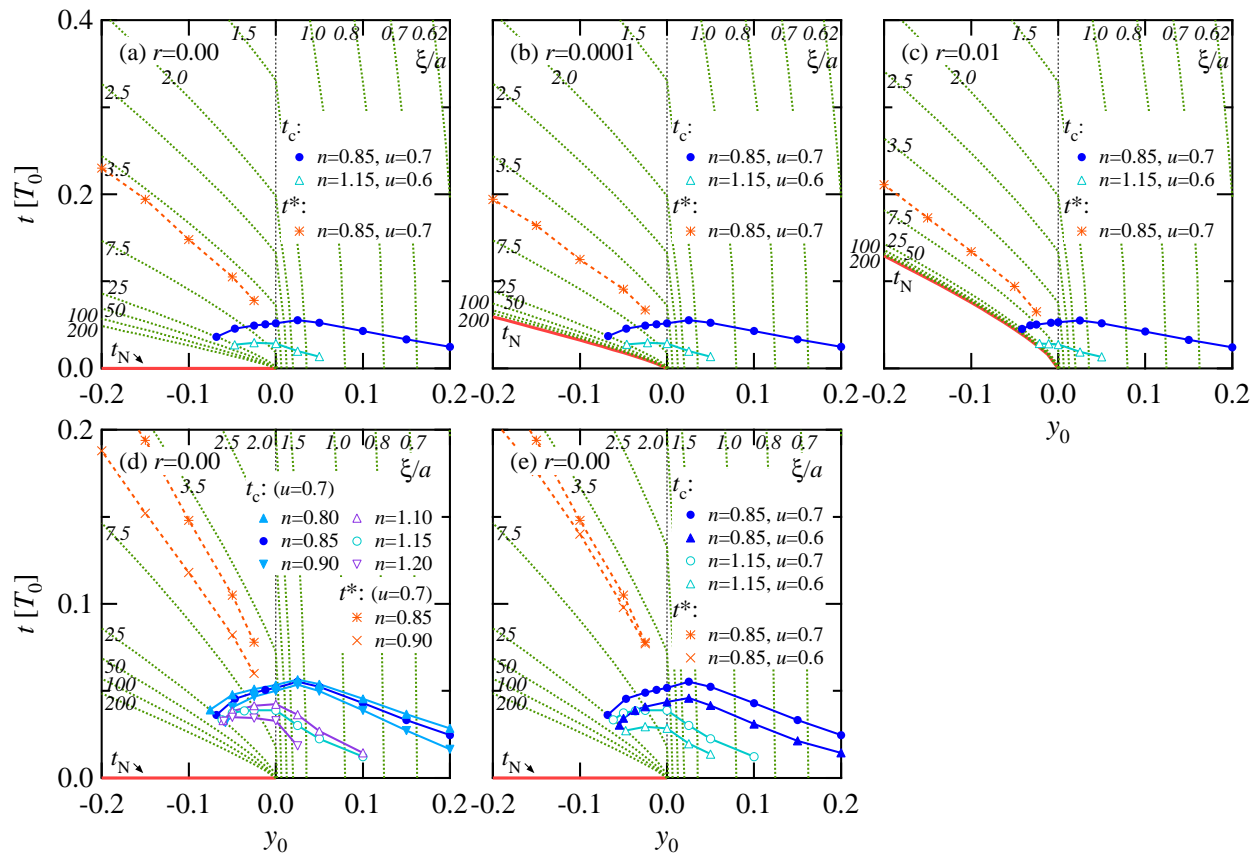 (a) r=0.00
1.5
1.0
0.8
0.7
0.62
ξ/a
2.0
2.5
3.5
7.5
25
50
100
200
t_c:
n=0.85, u=0.7
n=1.15, u=0.6
t*:
n=0.85, u=0.7
t_N
0.4
0.2
0.0
t [T_0]
-0.2 -0.1 0.0 0.1 0.2
(b) r=0.0001
1.5
1.0
0.8
0.7
0.62
ξ/a
2.0
2.5
3.5
7.5
25
50
100
200
t_c:
n=0.85, u=0.7
n=1.15, u=0.6
t*:
n=0.85, u=0.7
t_N
-0.2 -0.1 0.0 0.1 0.2
(c) r=0.01
1.5
1.0
0.8
0.7
0.62
ξ/a
2.0
2.5
3.5
7.5
25
50
100
200
t_c:
n=0.85, u=0.7
n=1.15, u=0.6
t*:
n=0.85, u=0.7
t_N
-0.2 -0.1 0.0 0.1 0.2
y_0
(d) r=0.00
2.5
2.0
1.5
1.0
0.8
0.7
ξ/a
3.5
7.5
25
50
100
200
t_c: (u=0.7)
n=0.80
n=0.85
n=0.90
n=1.10
n=1.15
n=1.20
t*: (u=0.7)
n=0.85
n=0.90
t_N
0.2
0.1
0.0
t [T_0]
-0.2 -0.1 0.0 0.1 0.2
y_0
(e) r=0.00
2.5
2.0
1.5
1.0
0.8
0.7
ξ/a
3.5
7.5
25
50
100
200
t_c:
n=0.85, u=0.7
n=0.85, u=0.6
n=1.15, u=0.7
n=1.15, u=0.6
t*:
n=0.85, u=0.7
n=0.85, u=0.6
t_N
-0.2 -0.1 0.0 0.1 0.2
y_0